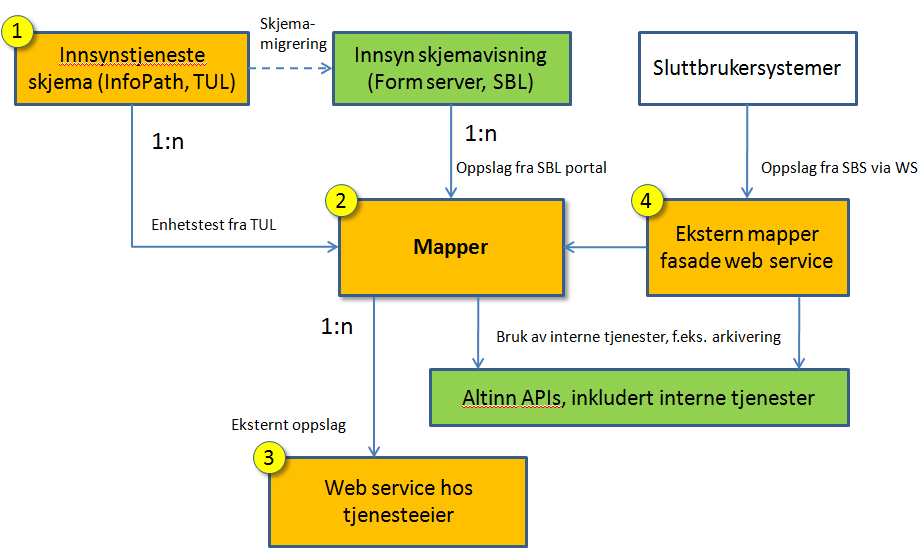 1
Innsynstjeneste
skjema (InfoPath, TUL)
Skjema-
migrering
Innsyn skjemavisning
(Form server, SBL)
Sluttbrukersystemer
1:n
1:n
Oppslag fra SBL portal
Oppslag fra SBS via WS
Enhetstest fra TUL
2
Mapper
4
Ekstern mapper
fasade web service
1:n
Bruk av interne tjenester, f.eks. arkivering
Altinn APIs, inkludert interne tjenester
Eksternt oppslag
3
Web service hos
tjenesteeier